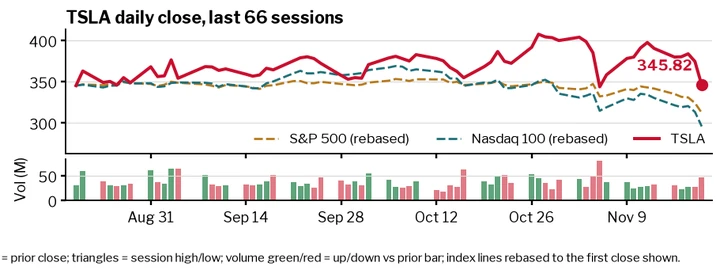 TSLA daily close, last 66 sessions
400
350
300
345.82
S&P 500 (rebased) Nasdaq 100 (rebased) TSLA
Vol (M)
50
0
Aug 31 Sep 14 Sep 28 Oct 12 Oct 26 Nov 9
= prior close; triangles = session high/low; volume green/red = up/down vs prior bar; index lines rebased to the first close shown.